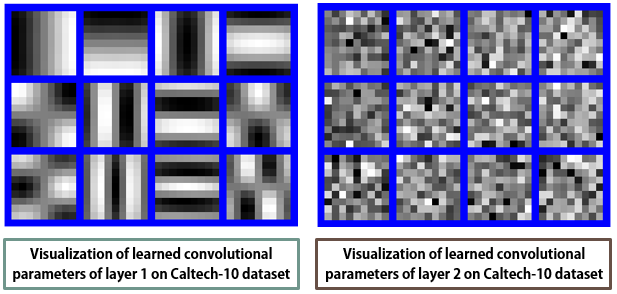 Visualization of learned convolutional
parameters of layer 1 on Caltech-10 dataset
Visualization of learned convolutional
parameters of layer 2 on Caltech-10 dataset